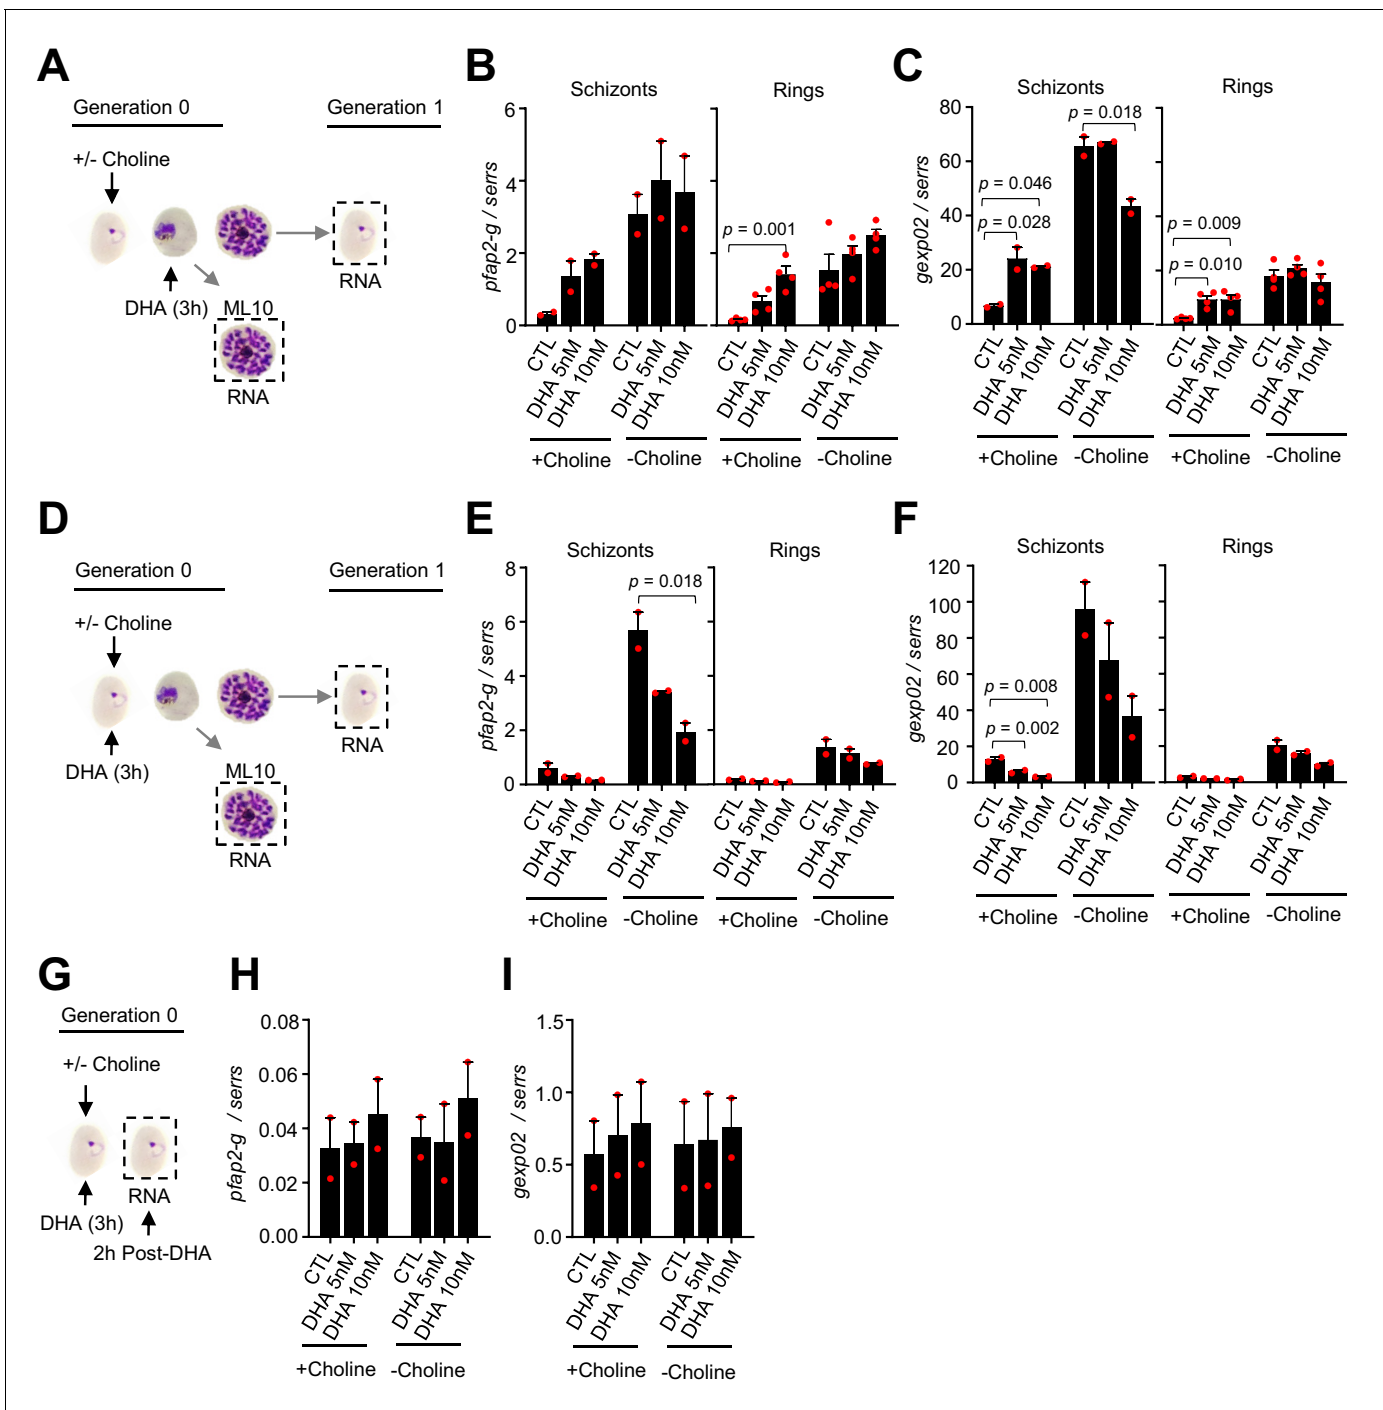 A
Generation 0
Generation 1
+/- Choline
DHA (3h)
ML10
RNA
RNA
B
Schizonts
Rings
pfap2-g / serrs
6
4
2
0
p = 0.001
CTL
DHA 5nM
DHA 10nM
CTL
DHA 5nM
DHA 10nM
CTL
DHA 5nM
DHA 10nM
CTL
DHA 5nM
DHA 10nM
+Choline
-Choline
+Choline
-Choline
C
Schizonts
Rings
gexp02 / serrs
80
60
40
20
0
p = 0.018
p = 0.046
p = 0.028
p = 0.009
p = 0.010
CTL
DHA 5nM
DHA 10nM
CTL
DHA 5nM
DHA 10nM
CTL
DHA 5nM
DHA 10nM
CTL
DHA 5nM
DHA 10nM
+Choline
-Choline
+Choline
-Choline
D
Generation 0
Generation 1
+/- Choline
DHA (3h)
ML10
RNA
RNA
E
Schizonts
Rings
pfap2-g / serrs
8
6
4
2
0
p = 0.018
CTL
DHA 5nM
DHA 10nM
CTL
DHA 5nM
DHA 10nM
CTL
DHA 5nM
DHA 10nM
CTL
DHA 5nM
DHA 10nM
+Choline
-Choline
+Choline
-Choline
F
Schizonts
Rings
gexp02 / serrs
120
100
80
60
40
20
0
p = 0.008
p = 0.002
CTL
DHA 5nM
DHA 10nM
CTL
DHA 5nM
DHA 10nM
CTL
DHA 5nM
DHA 10nM
CTL
DHA 5nM
DHA 10nM
+Choline
-Choline
+Choline
-Choline
G
Generation 0
+/- Choline
RNA
DHA (3h)
2h Post-DHA
H
pfap2-g / serrs
0.08
0.06
0.04
0.02
0.00
CTL
DHA 5nM
DHA 10nM
CTL
DHA 5nM
DHA 10nM
+Choline
-Choline
I
gexp02 / serrs
1.5
1.0
0.5
0.0
CTL
DHA 5nM
DHA 10nM
CTL
DHA 5nM
DHA 10nM
+Choline
-Choline